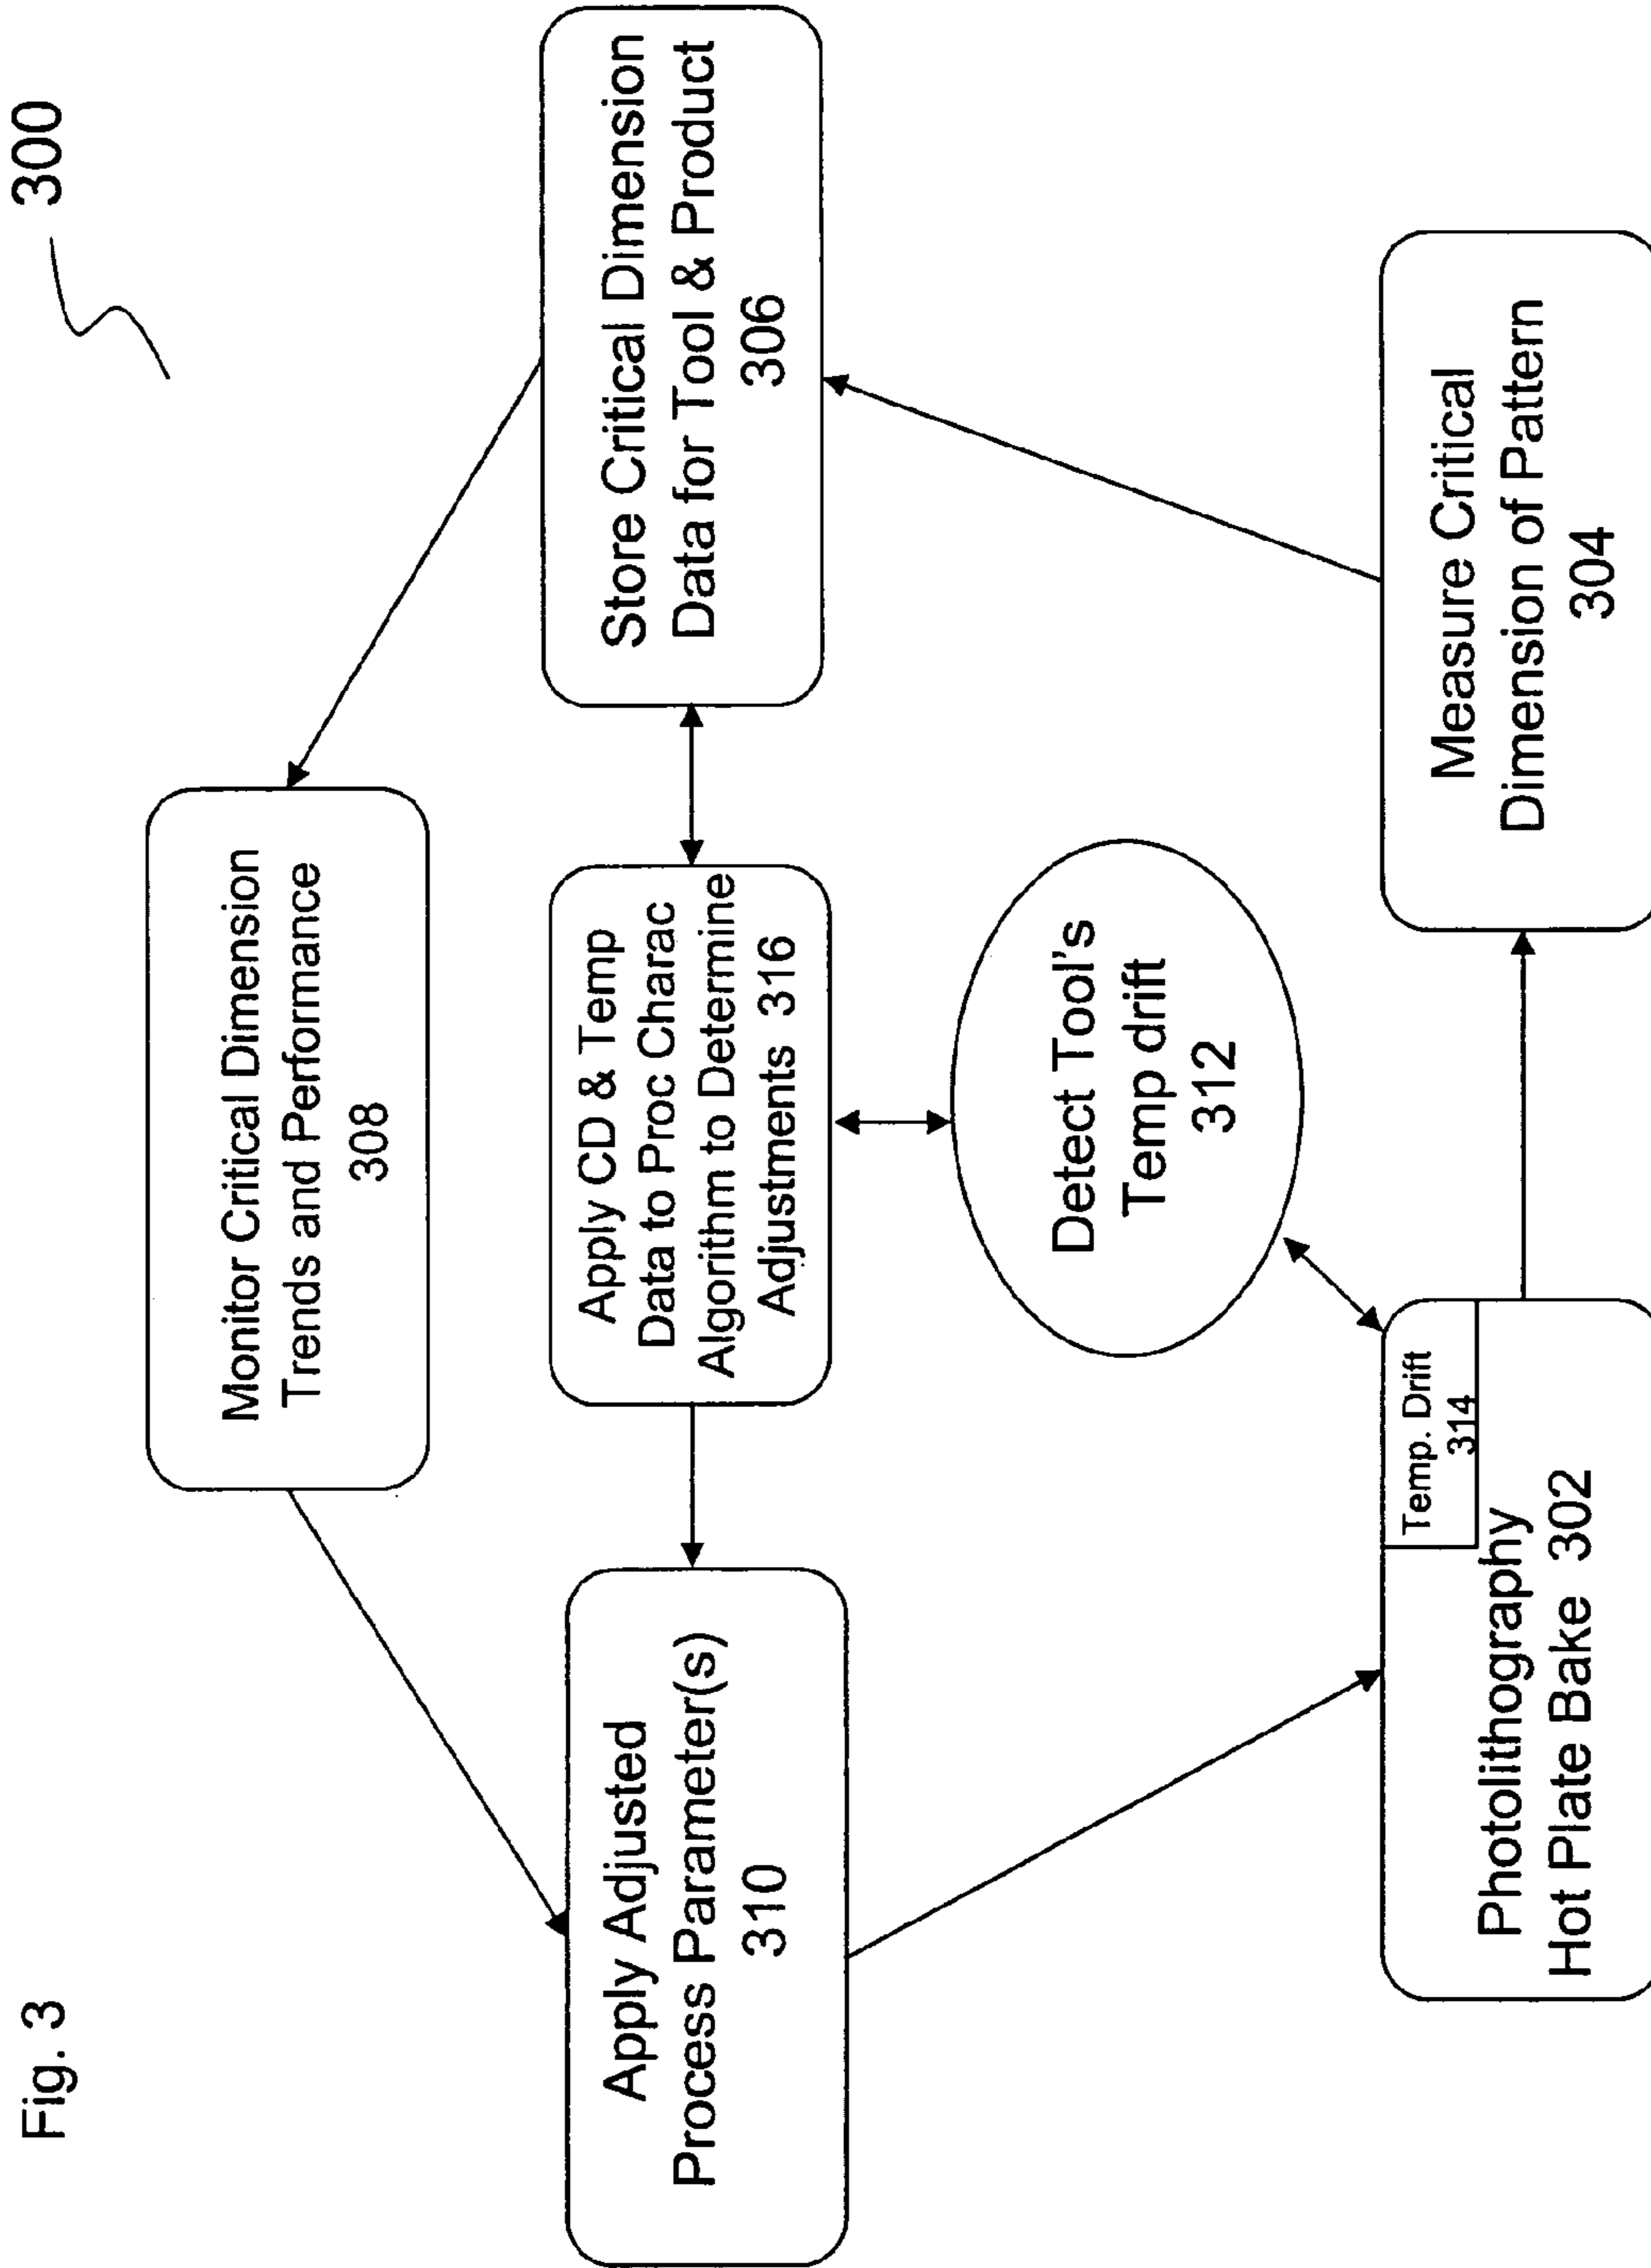 Fig. 3
300
Monitor Critical Dimension
Trends and Performance
308
Apply Adjusted
Process Parameter(s)
310
Apply CD & Temp
Data to Proc Charac
Algorithm to Determine
Adjustments 316
Store Critical Dimension
Data for Tool & Product
306
Detect Tool's
Temp drift
312
Temp. Drift
314
Photolithography
Hot Plate Bake 302
Measure Critical
Dimension of Pattern
304